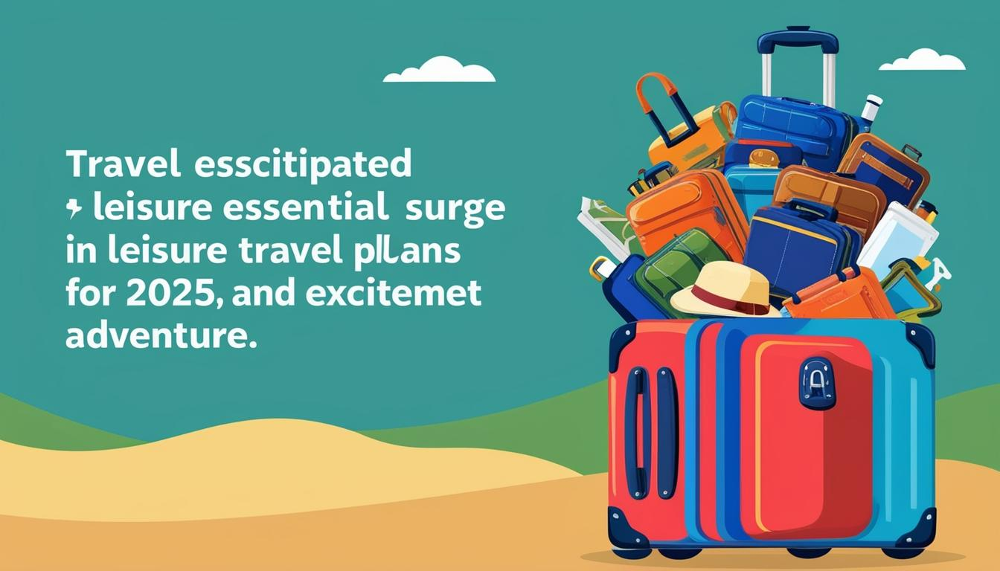 Travel esscitipated
leisure essential surge
in leisure travel pllans
for 2025, and excitemet
adventure.